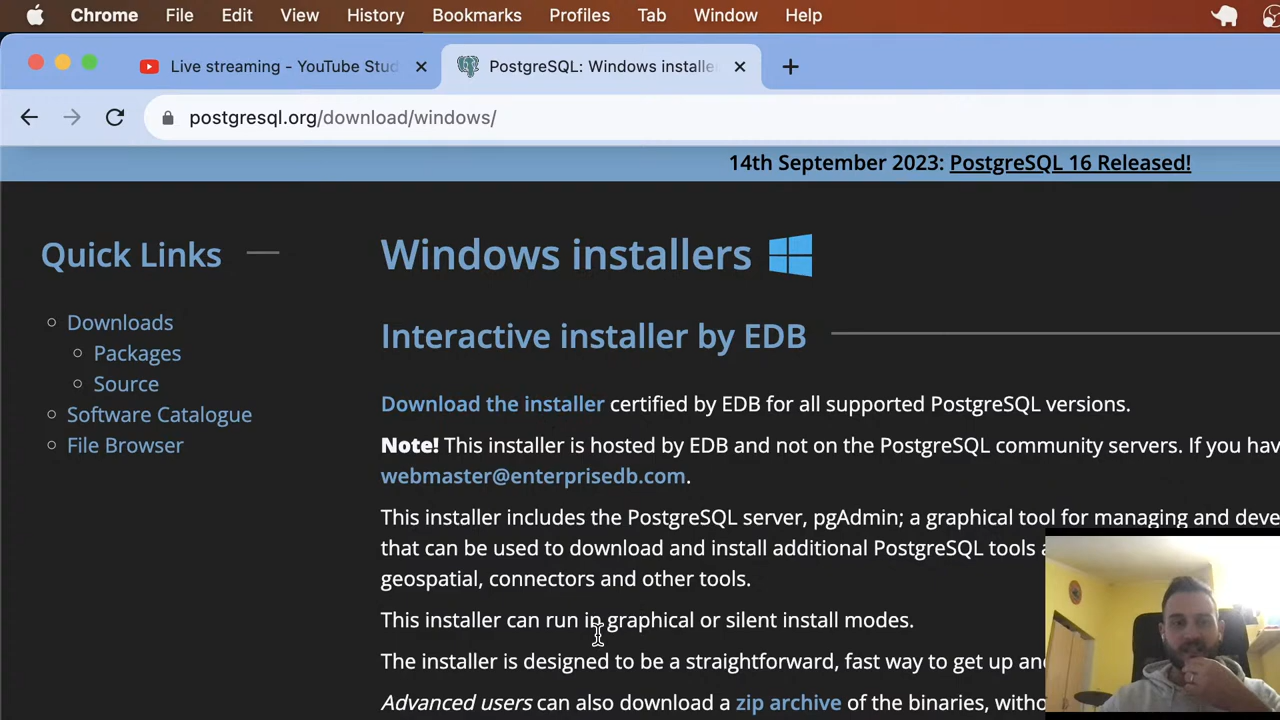 Chrome File Edit View History Bookmarks Profiles Tab Window Help
Live streaming - YouTube Stud PostgreSQL: Windows installe
postgresql.org/download/windows/
14th September 2023: PostgreSQL 16 Released!
Quick Links
Downloads
Packages
Source
Software Catalogue
File Browser
Windows installers
Interactive installer by EDB
Download the installer certified by EDB for all supported PostgreSQL versions.
Note! This installer is hosted by EDB and not on the PostgreSQL community servers. If you hav
webmaster@enterprisedb.com.
This installer includes the PostgreSQL server, pgAdmin; a graphical tool for managing and deve
that can be used to download and install additional PostgreSQL tools a
geospatial, connectors and other tools.
This installer can run in graphical or silent install modes.
The installer is designed to be a straightforward, fast way to get up and
Advanced users can also download a zip archive of the binaries, witho